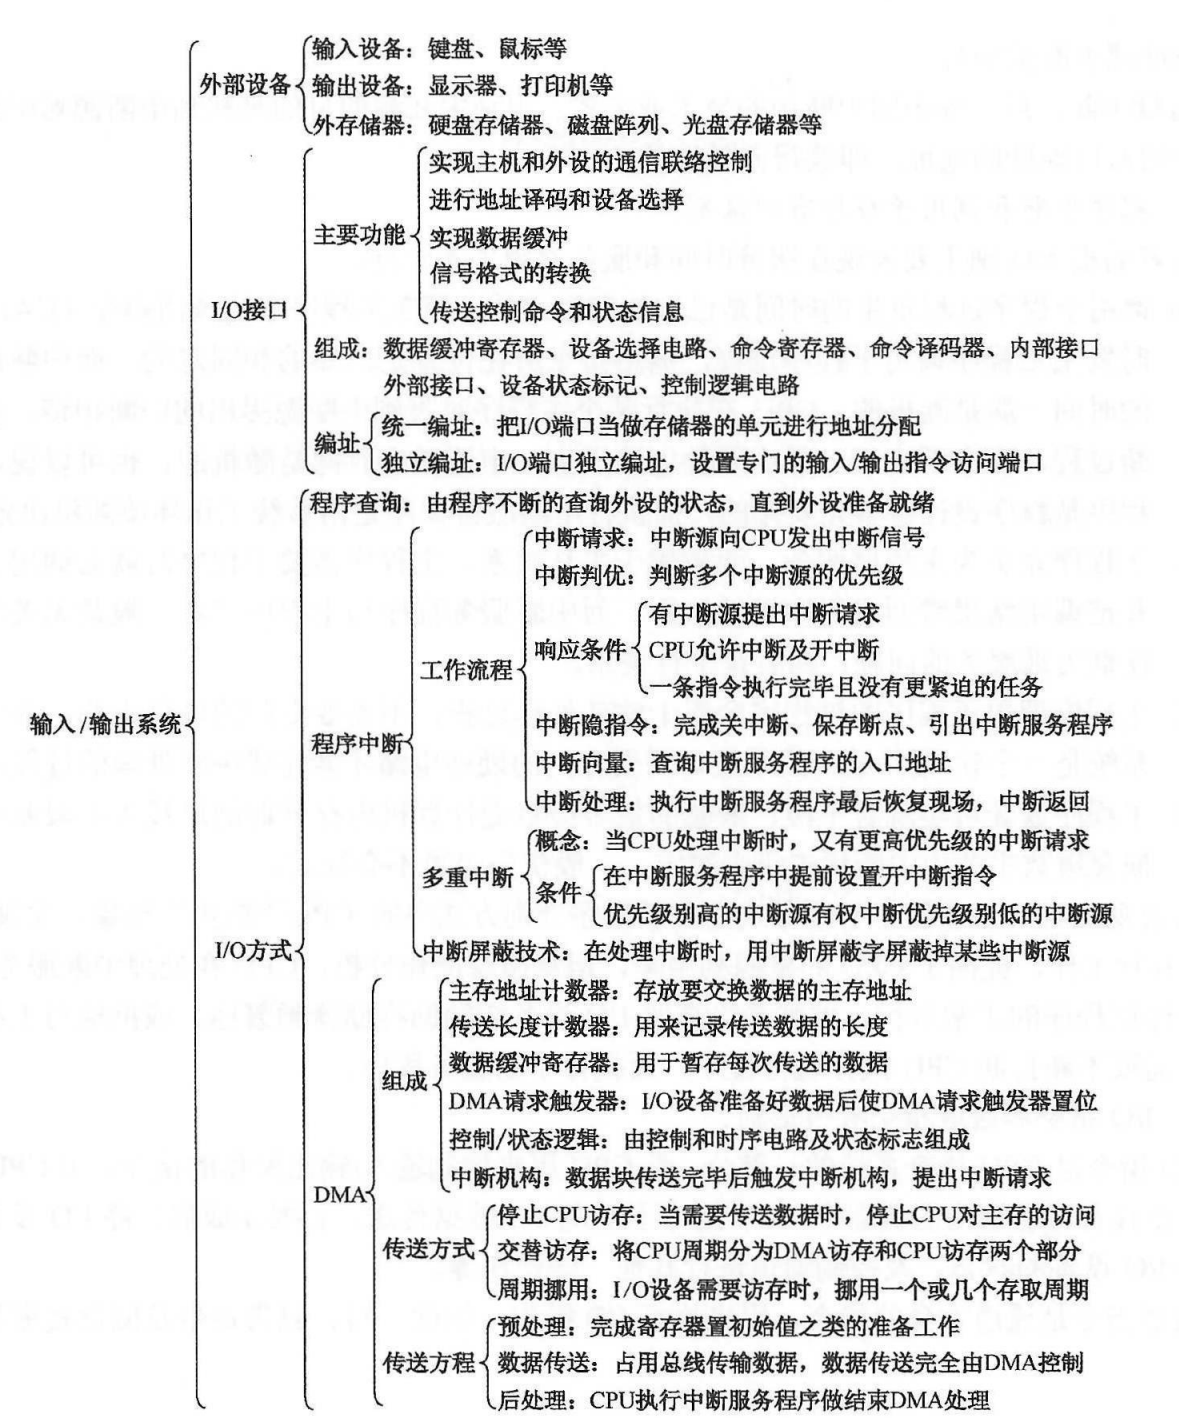 输入设备：键盘、鼠标等
外部设备
输出设备：显示器、打印机等
外存储器：硬盘存储器、磁盘阵列、光盘存储器等
实现主机和外设的通信联络控制
进行地址译码和设备选择
主要功能
实现数据缓冲
信号格式的转换
传送控制命令和状态信息
I/O接口
组成：数据缓冲寄存器、设备选择电路、命令寄存器、命令译码器、内部接口
外部接口、设备状态标记、控制逻辑电路
编址
统一编址：把I/O端口当做存储器的单元进行地址分配
独立编址：I/O端口独立编址，设置专门的输入/输出指令访问端口
程序查询：由程序不断的查询外设的状态，直到外设准备就绪
中断请求：中断源向CPU发出中断信号
中断判优：判断多个中断源的优先级
有中断源提出中断请求
响应条件
CPU允许中断及开中断
一条指令执行完毕且没有更紧迫的任务
工作流程
输入/输出系统
中断隐指令：完成关中断、保存断点、引出中断服务程序
程序中断
中断向量：查询中断服务程序的入口地址
中断处理：执行中断服务程序最后恢复现场，中断返回
概念：当CPU处理中断时，又有更高优先级的中断请求
多重中断
条件
在中断服务程序中提前设置开中断指令
优先级别高的中断源有权中断优先级别低的中断源
I/O方式
中断屏蔽技术：在处理中断时，用中断屏蔽字屏蔽掉某些中断源
主存地址计数器：存放要交换数据的主存地址
传送长度计数器：用来记录传送数据的长度
数据缓冲寄存器：用于暂存每次传送的数据
组成
DMA请求触发器：I/O设备准备好数据后使DMA请求触发器置位
控制/状态逻辑：由控制和时序电路及状态标志组成
中断机构：数据块传送完毕后触发中断机构，提出中断请求
DMA
停止CPU访存：当需要传送数据时，停止CPU对主存的访问
传送方式
交替访存：将CPU周期分为DMA访存和CPU访存两个部分
周期挪用：I/O设备需要访存时，挪用一个或几个存取周期
预处理：完成寄存器置初始值之类的准备工作
传送方程
数据传送：占用总线传输数据，数据传送完全由DMA控制
后处理：CPU执行中断服务程序做结束DMA处理